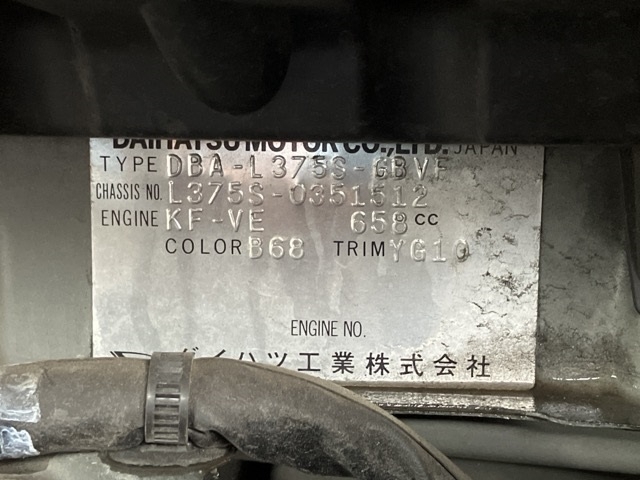 DAIHATSU MOTOR CO.,LTD. JAPAN
TYPE DBA-L375S-GBVF
CHASSIS NO. L375S-0351512
ENGINE KF-VE 658 cc
COLOR B68 TRIM YG10
ENGINE NO.
ダイハツ工業株式会社